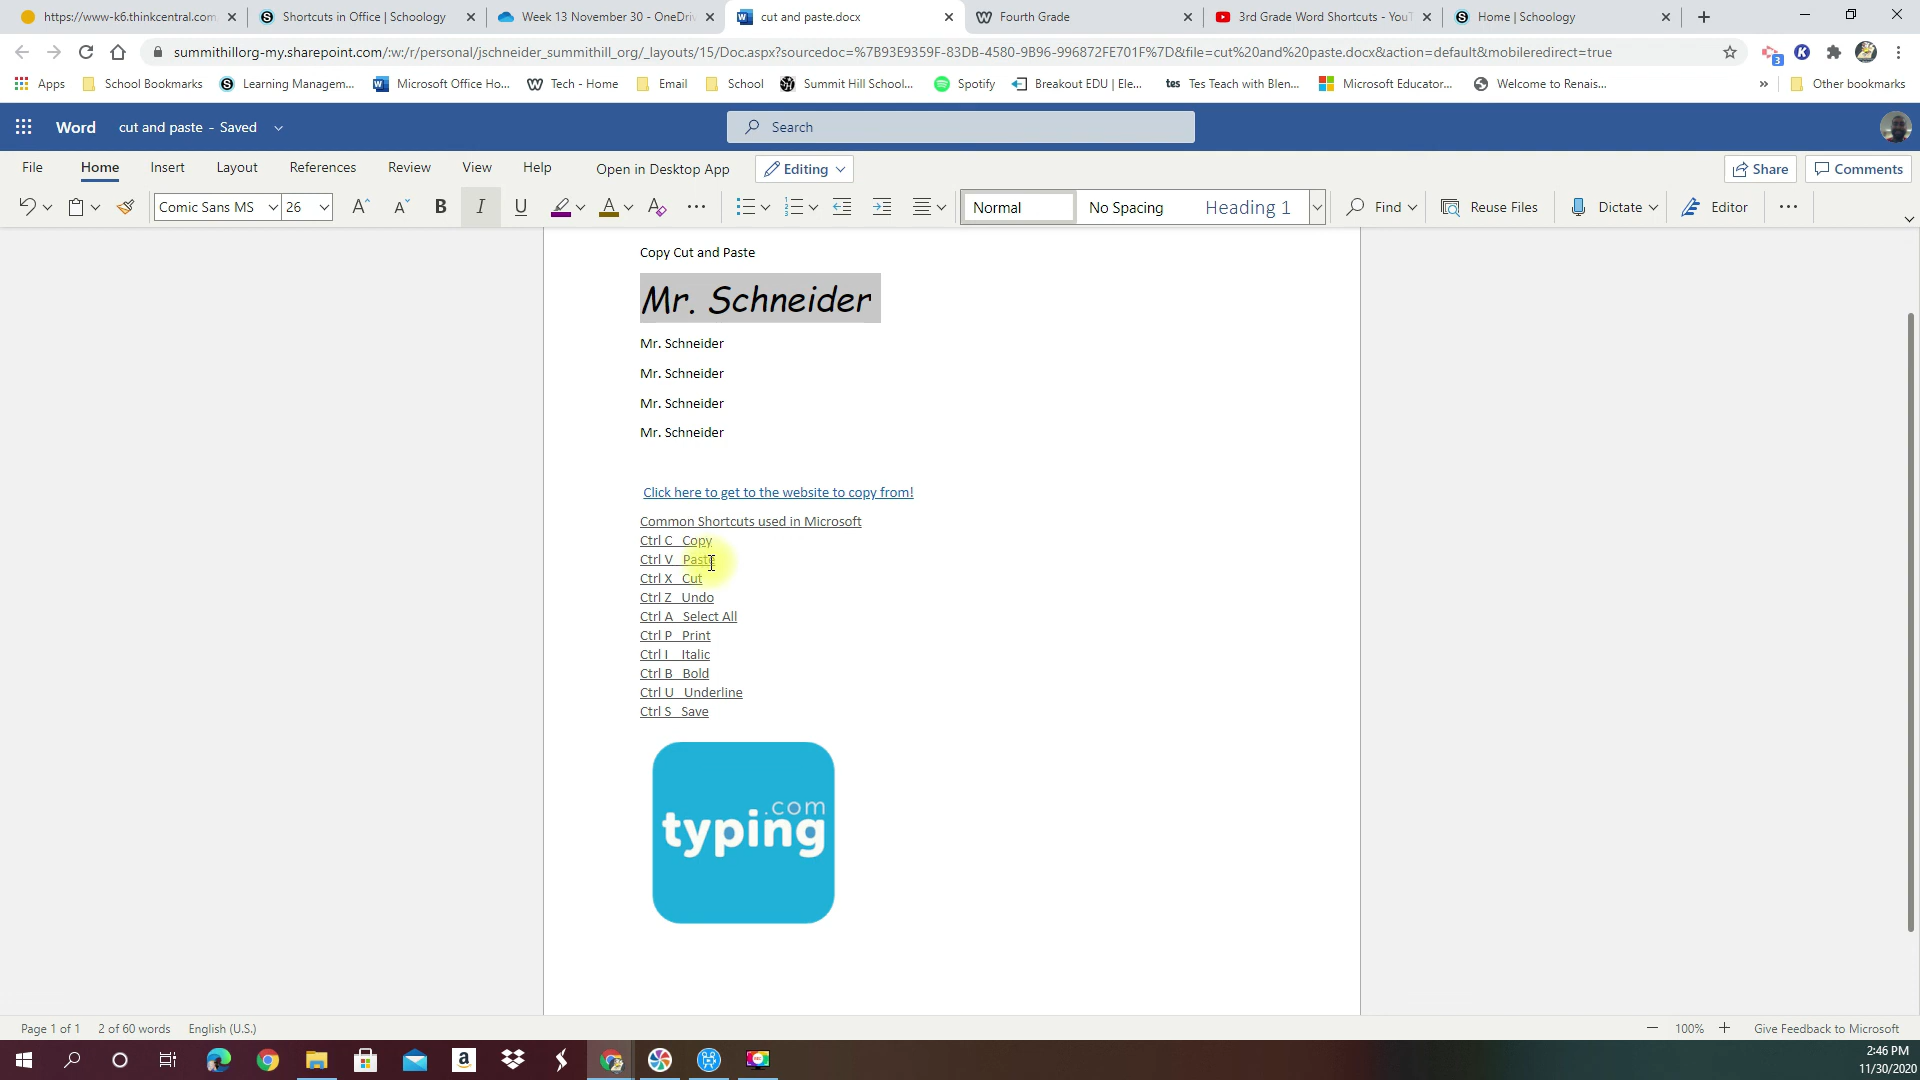 https://www-k6.thinkcentral.com
Shortcuts in Office | Schoology
Week 13 November 30 - OneDriv
cut and paste.docx
Fourth Grade
3rd Grade Word Shortcuts - YouT
Home | Schoology
summithillorg-my.sharepoint.com/:w:/r/personal/jschneider_summithill_org/_layouts/15/Doc.aspx?sourcedoc=%7B93E9359F-83DB-4580-9B96-996872FE701F%7D&file=cut%20and%20paste.docx&action=default&mobileredirect=true
3
Apps
School Bookmarks
Learning Managem...
Microsoft Office Ho...
Tech - Home
Email
School
Summit Hill School...
Spotify
Breakout EDU | Ele...
tes Tes Teach with Blen...
Microsoft Educator...
Welcome to Renais...
»
Other bookmarks
Word
cut and paste - Saved
Search
File
Home
Insert
Layout
References
Review
View
Help
Open in Desktop App
Editing
Share
Comments
Comic Sans MS
26
Normal
No Spacing
Heading 1
Find
Reuse Files
Dictate
Editor
Copy Cut and Paste
Mr. Schneider
Mr. Schneider
Mr. Schneider
Mr. Schneider
Mr. Schneider
Click here to get to the website to copy from!
Common Shortcuts used in Microsoft
Ctrl C Copy
Ctrl V Paste
Ctrl X Cut
Ctrl Z Undo
Ctrl A Select All
Ctrl P Print
Ctrl I Italic
Ctrl B Bold
Ctrl U Underline
Ctrl S Save
.com
typing
Page 1 of 1
2 of 60 words
English (U.S.)
100%
Give Feedback to Microsoft
2:46 PM
11/30/2020